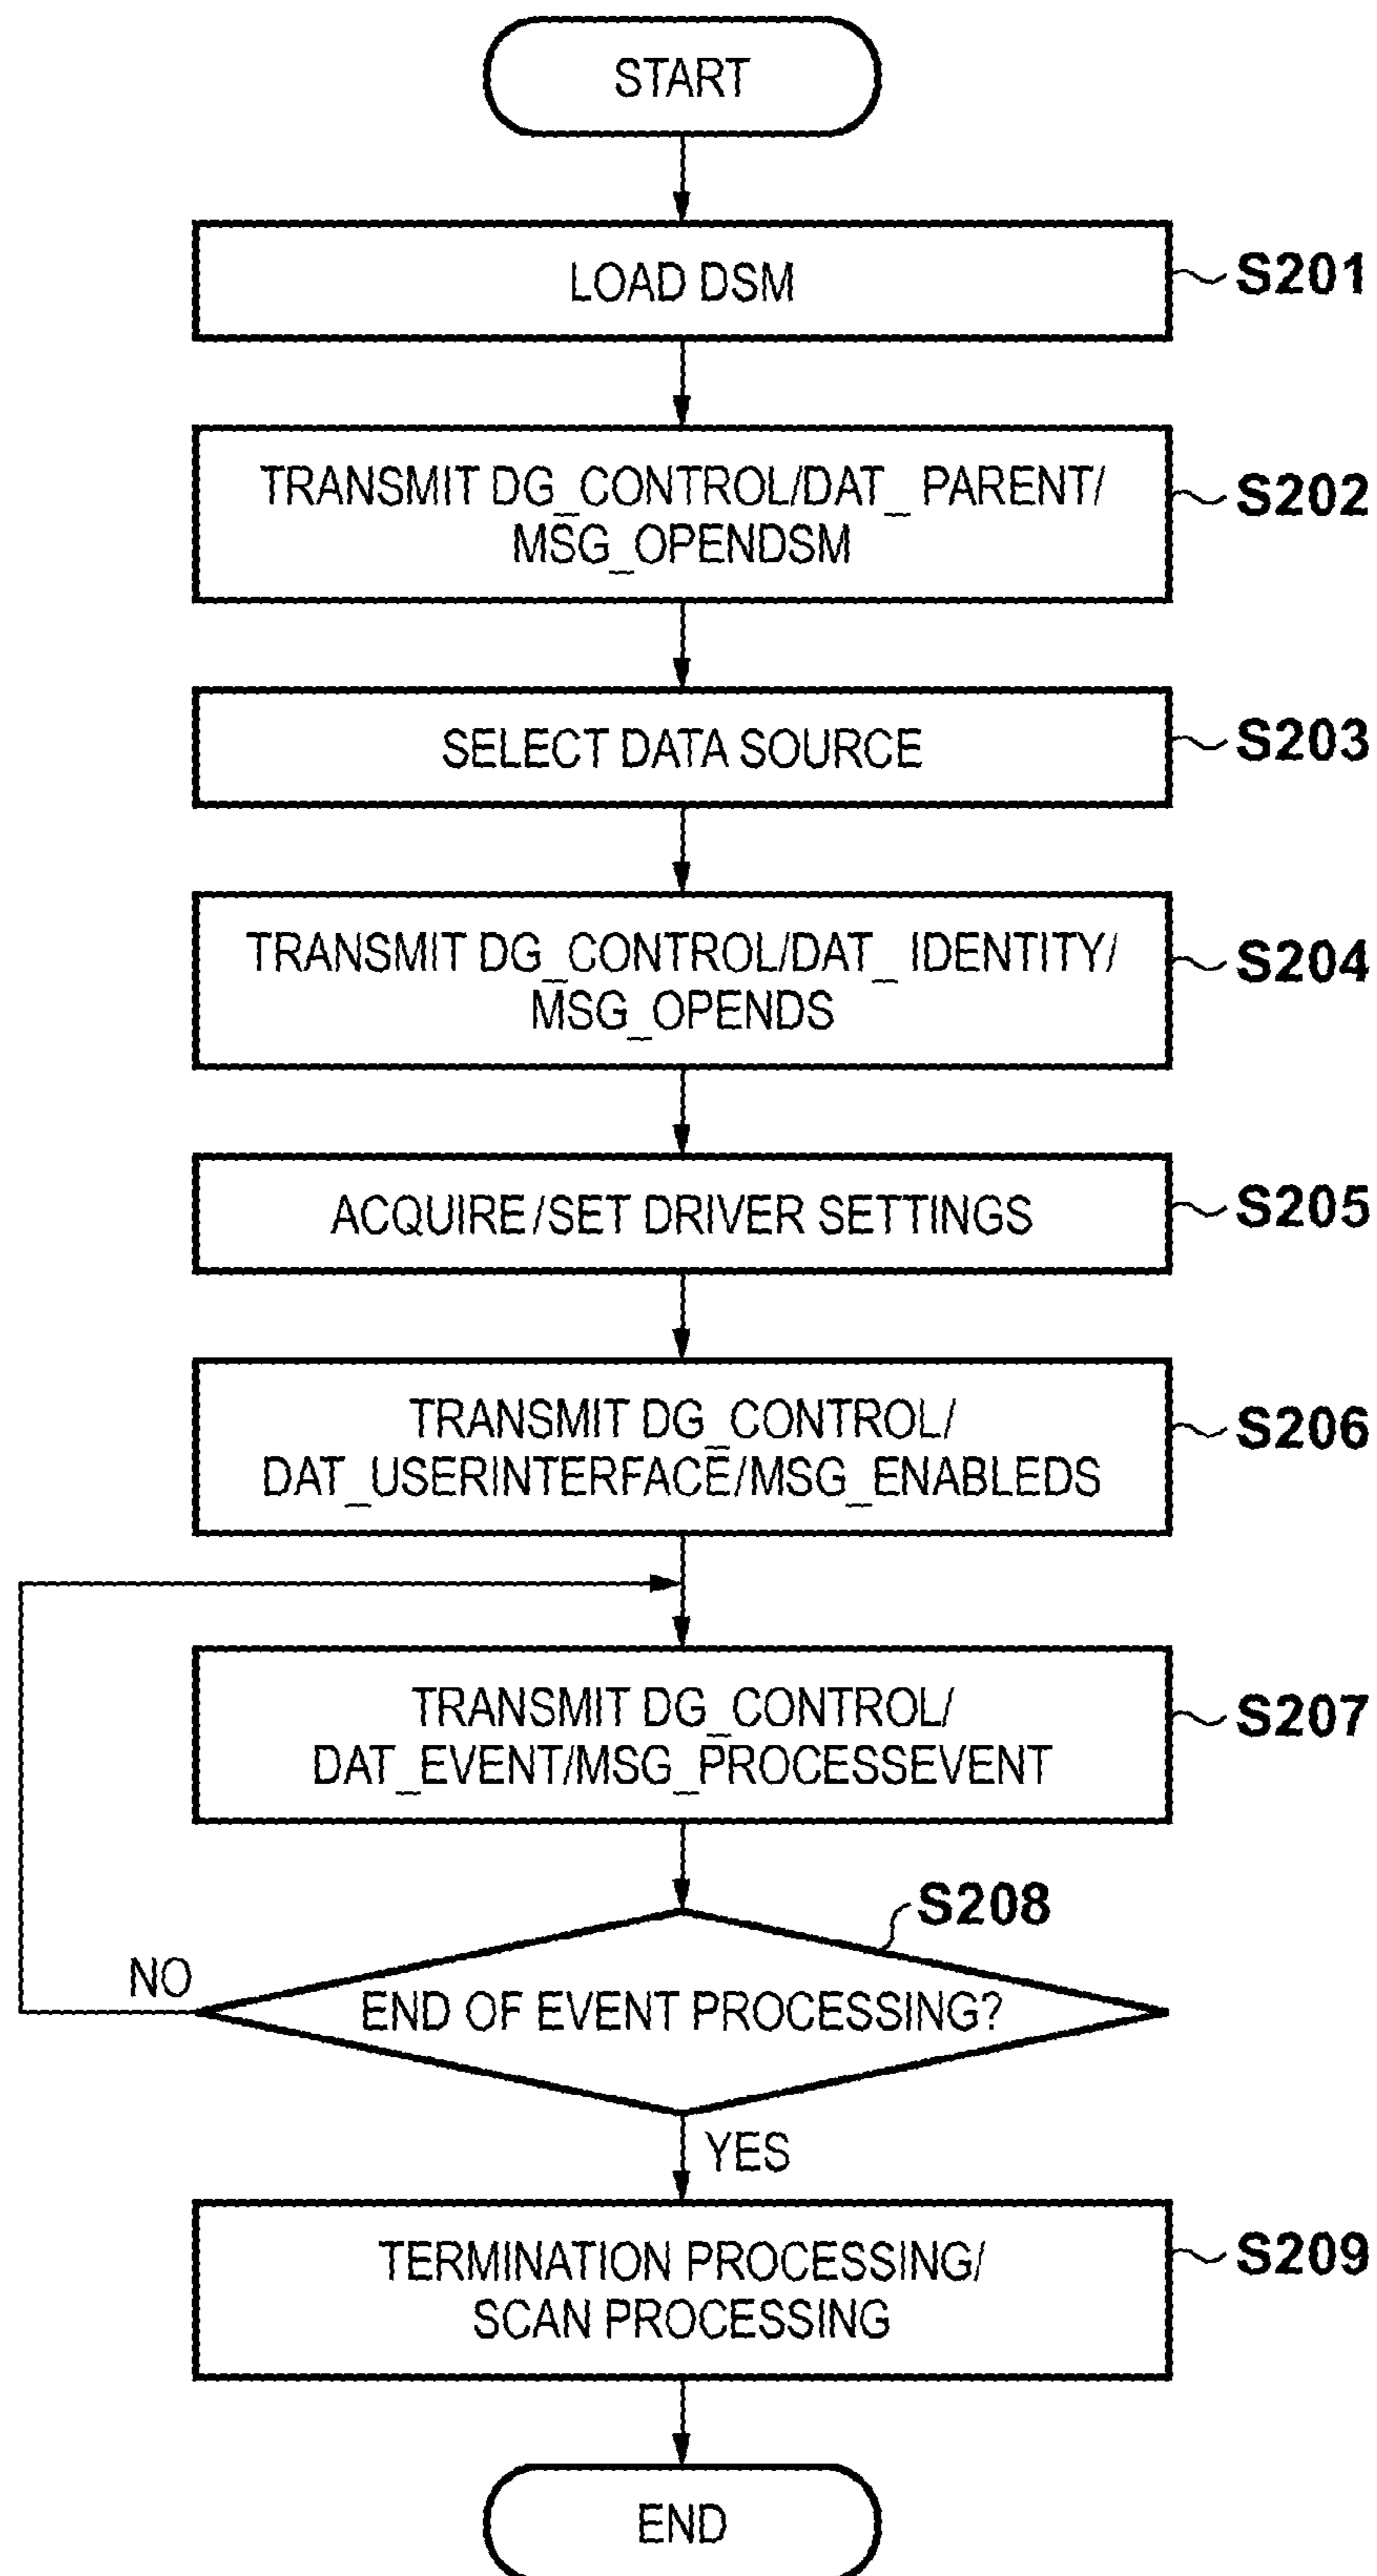 START
LOAD DSM
S201
TRANSMIT DG_CONTROL/DAT_ PARENT/
MSG_OPENDSM
S202
SELECT DATA SOURCE
S203
TRANSMIT DG_CONTROL/DAT_ IDENTITY/
MSG_OPENDS
S204
ACQUIRE/SET DRIVER SETTINGS
S205
TRANSMIT DG_CONTROL/
DAT_USERINTERFACE/MSG_ENABLEDS
S206
TRANSMIT DG_CONTROL/
DAT_EVENT/MSG_PROCESSEVENT
S207
S208
NO
END OF EVENT PROCESSING?
YES
TERMINATION PROCESSING/
SCAN PROCESSING
S209
END